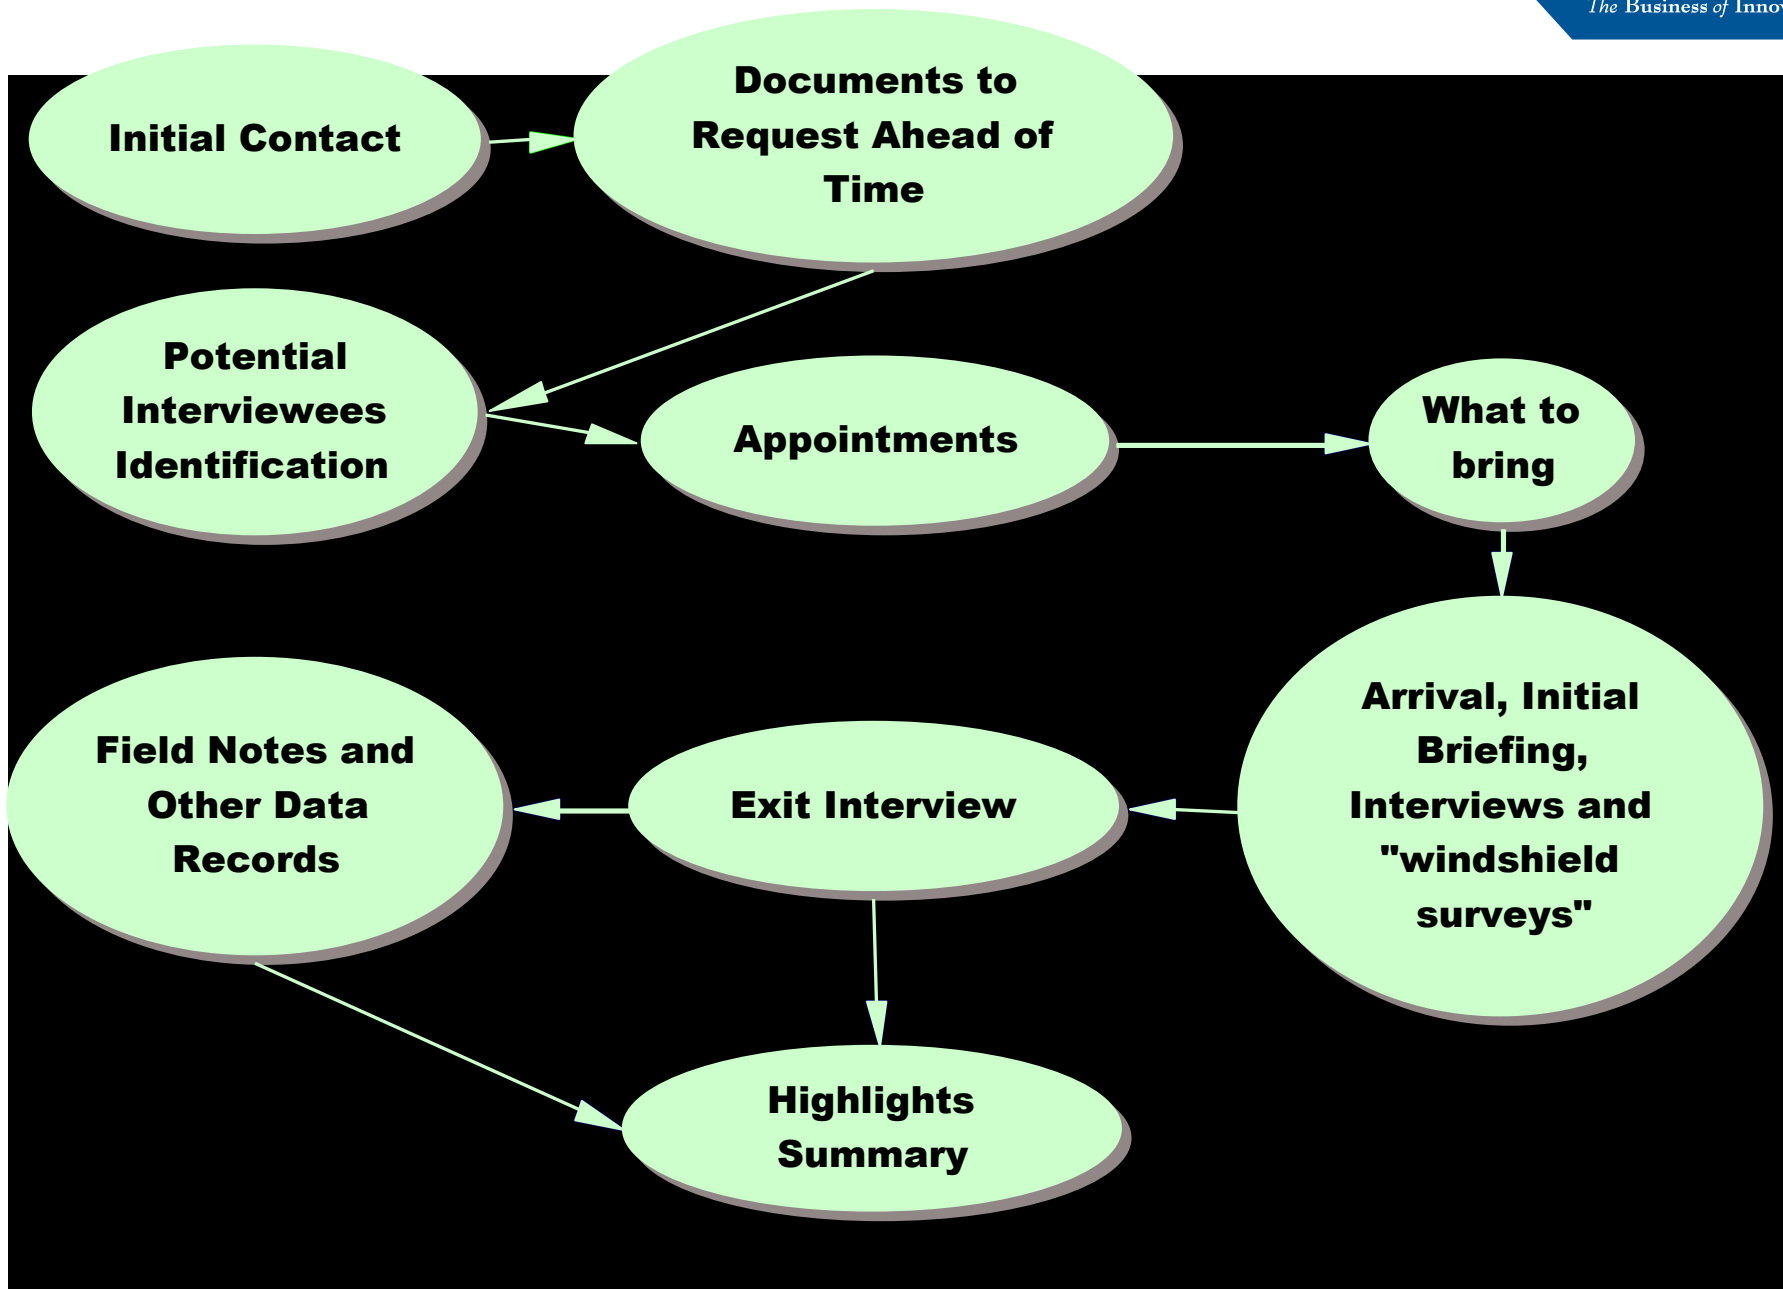 The Business of
Initial Contact
Documents to
Request Ahead of
Time
Potential
Interviewees
Identification
Appointments
What to
bring
Arrival, Initial
Briefing,
Interviews and
"windshield
surveys"
Exit Interview
Field Notes and
Other Data
Records
Highlights
Summary